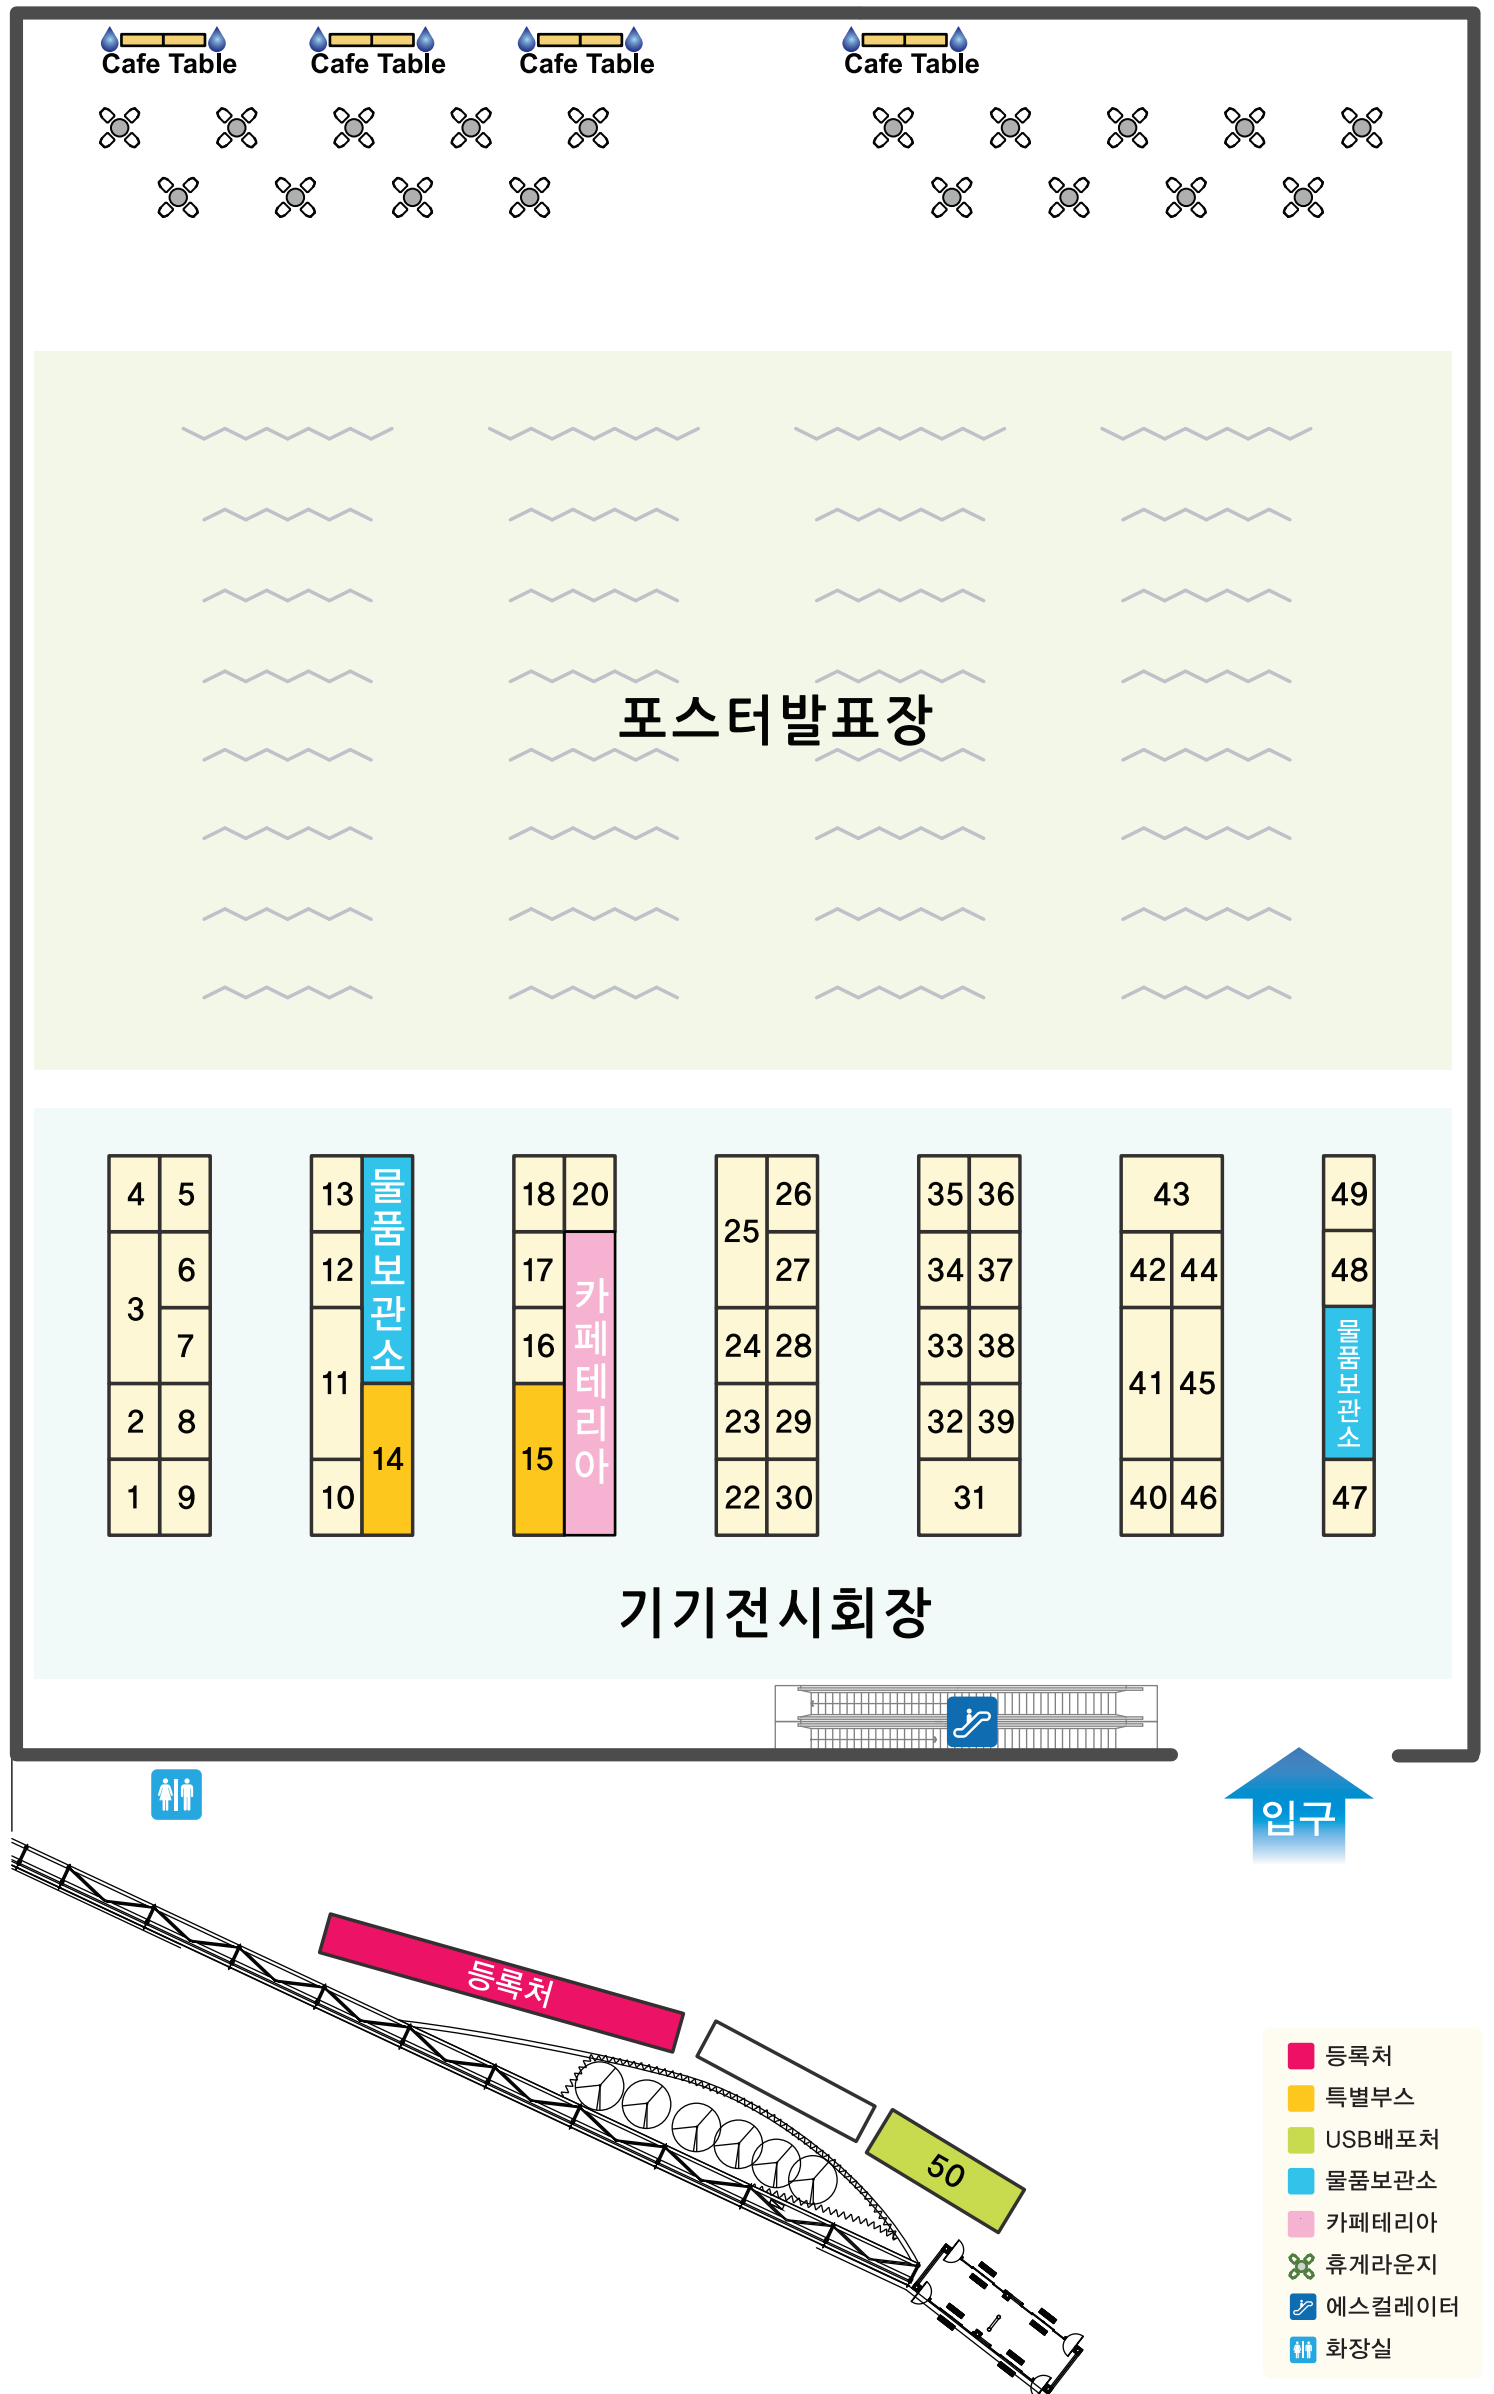 Cafe Table
Cafe Table
Cafe Table
Cafe Table
포스터발표장
4 5
3
6
7
2 8
1 9
13
12
11
10
물품보관소
14
18 20
17
16
15
카페테리아
25
26
27
24 28
23 29
22 30
35 36
34 37
33 38
32 39
31
43
42 44
41 45
40 46
49
48
물품보관소
47
기기전시회장
입구
등록처
50
등록처
특별부스
USB배포처
물품보관소
카페테리아
휴게라운지
에스컬레이터
화장실